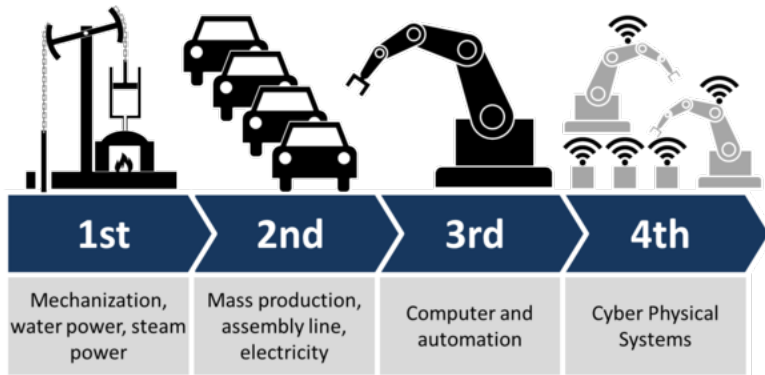 1st
2nd
3rd
4th
Mechanization,
water power, steam
power
Mass production,
assembly line,
electricity
Computer and
automation
Cyber Physical
Systems